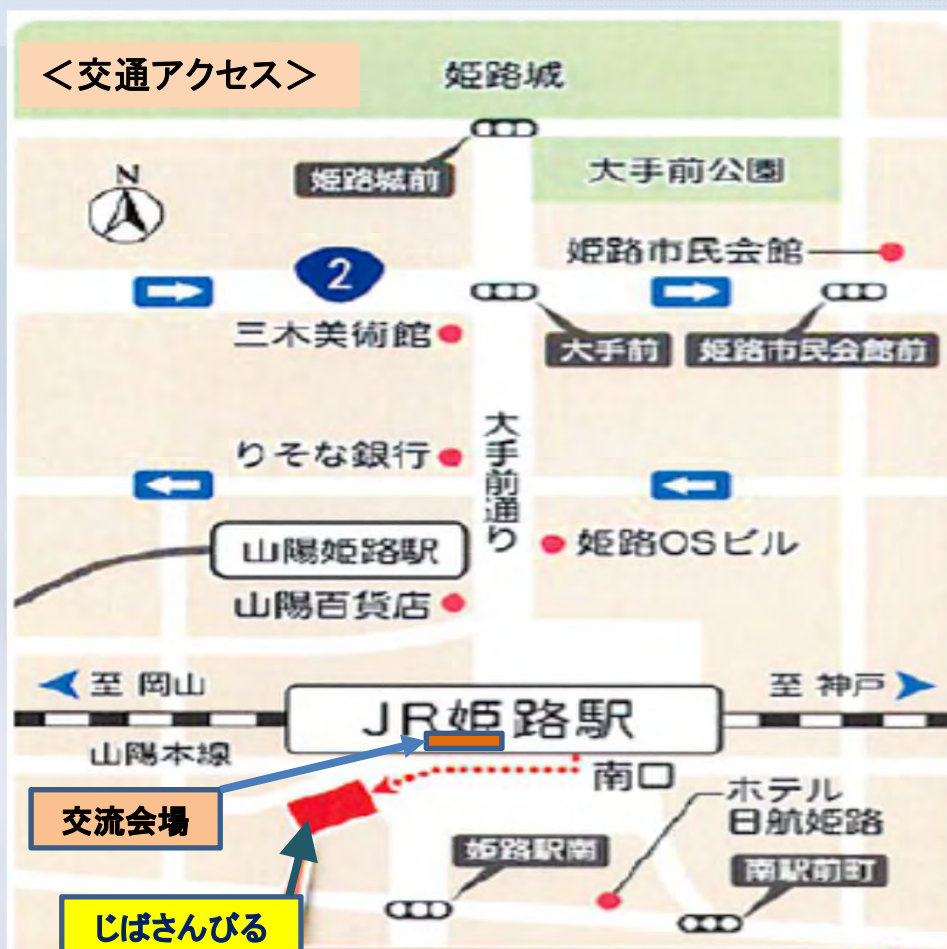 ＜交通アクセス＞
姫路城
N
姫路城前
大手前公園
姫路市民会館
2
三木美術館
大手前
姫路市民会館前
りそな銀行
大手前通り
山陽姫路駅
姫路OSビル
山陽百貨店
至 岡山
至 神戸
JR姫路駅
山陽本線
南口
交流会場
ホテル
日航姫路
姫路駅南
南駅前町
じばさんびる